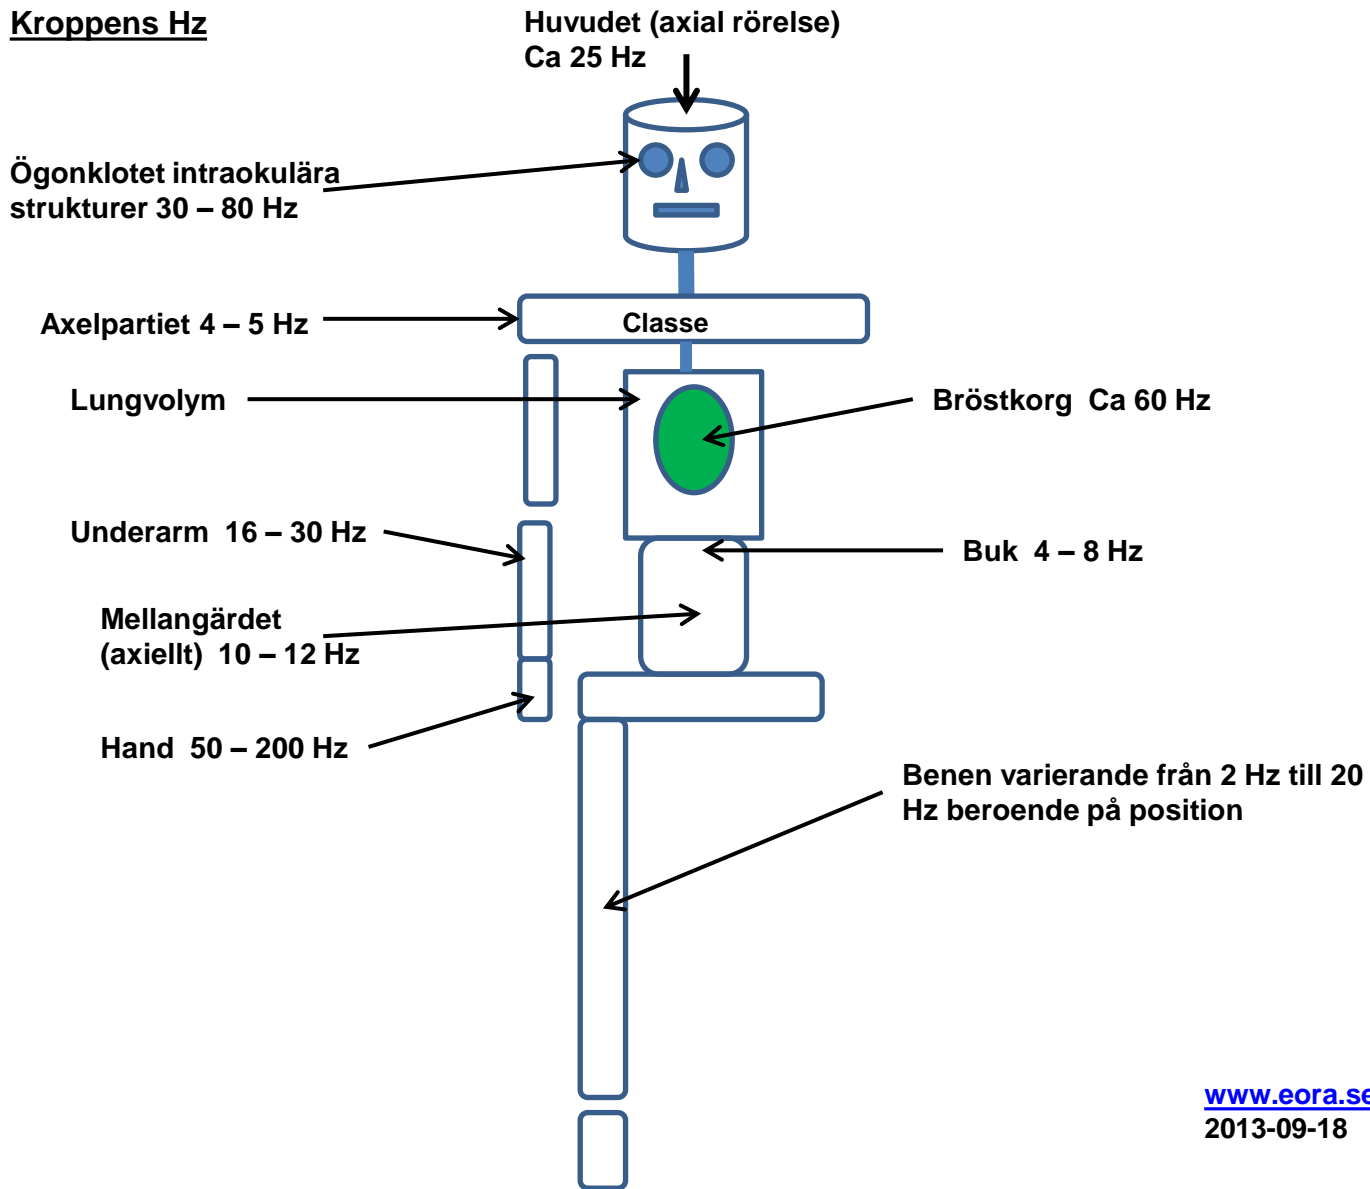 Kroppens Hz
Huvudet (axial rörelse)
Ca 25 Hz
Ögonklotet intraokulära
strukturer 30 – 80 Hz
Axelpartiet 4 – 5 Hz
Classe
Lungvolym
Bröstkorg Ca 60 Hz
Underarm 16 – 30 Hz
Buk 4 – 8 Hz
Mellangärdet
(axiellt) 10 – 12 Hz
Hand 50 – 200 Hz
Benen varierande från 2 Hz till 20
Hz beroende på position
www.eora.se
2013-09-18